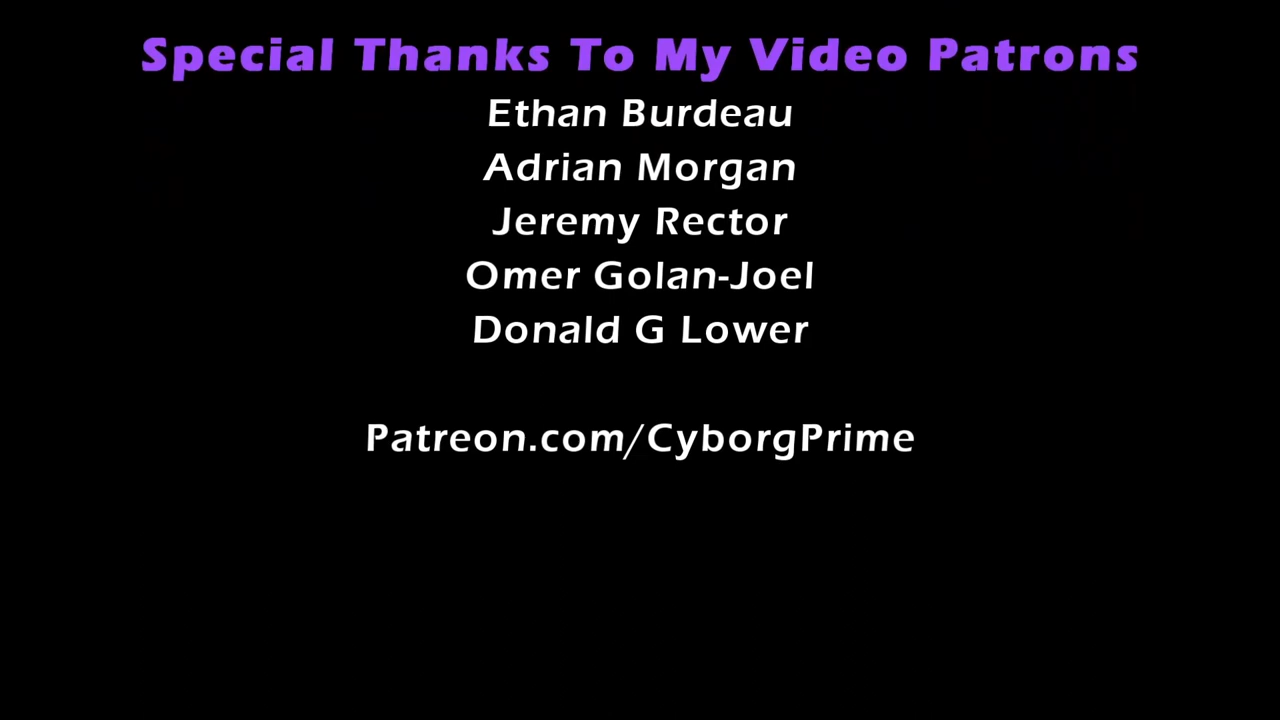 Special Thanks To My Video Patrons
Ethan Burdeau
Adrian Morgan
Jeremy Rector
Omer Golan-Joel
Donald G Lower
Patreon.com/CyborgPrime